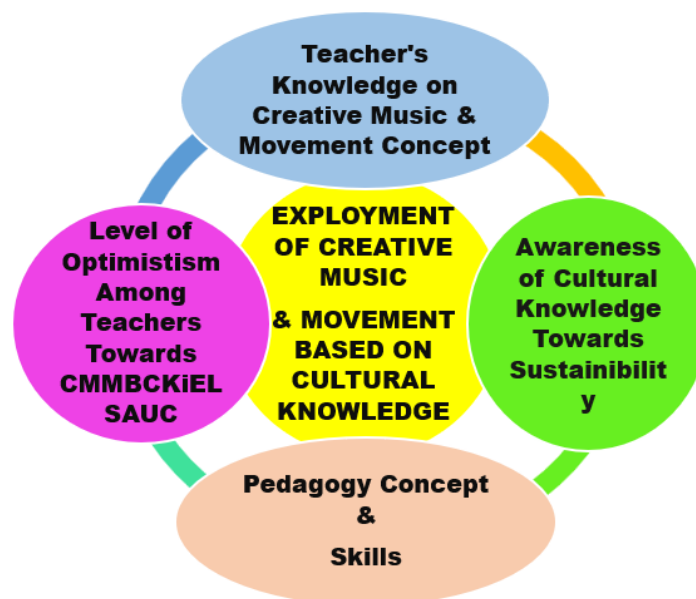 Teacher's
Knowledge on
Creative Music &
Movement Concept
Level of
Optimistism
Among
Teachers
Towards
CMMBCKiEL
SAUC
EXPLOYMENT
OF CREATIVE
MUSIC
& MOVEMENT
BASED ON
CULTURAL
KNOWLEDGE
Awareness
of Cultural
Knowledge
Towards
Sustainibilit
y
Pedagogy Concept
&
Skills